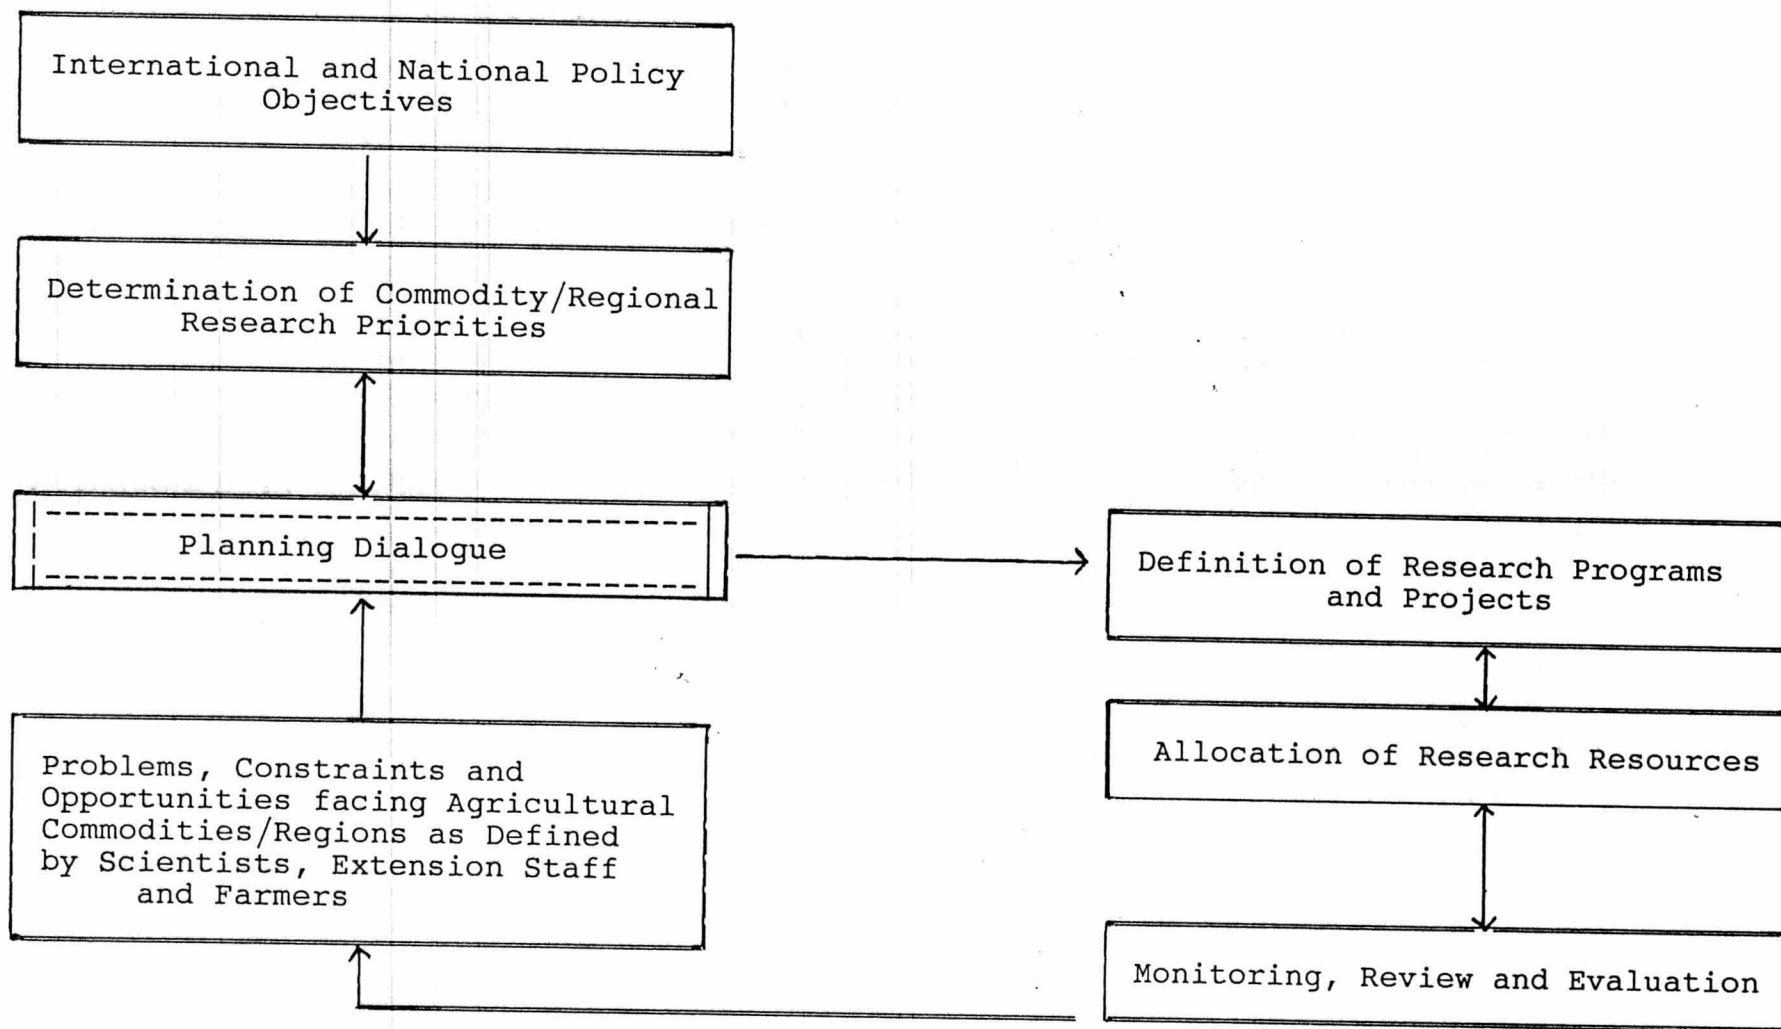 International and National Policy
Objectives
Determination of Commodity/Regional
Research Priorities
Planning Dialogue
Definition of Research Programs
and Projects
Allocation of Research Resources
Problems, Constraints and
Opportunities facing Agricultural
Commodities/Regions as Defined
by Scientists, Extension Staff
and Farmers
Monitoring, Review and Evaluation